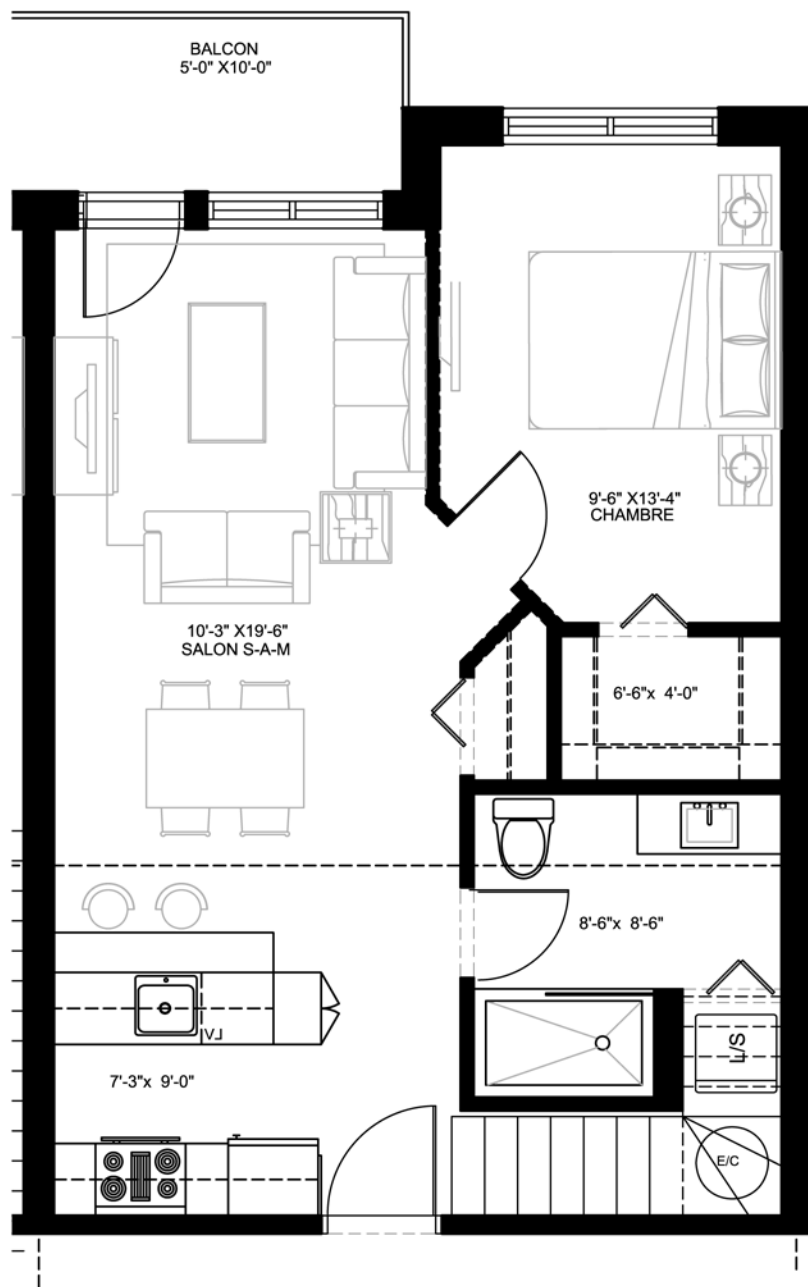 BALCON
5'-0" X10'-0"
9'-6" X13'-4"
CHAMBRE
10'-3" X19'-6"
SALON S-A-M
6'-6"x 4'-0"
8'-6"x 8'-6"
LV
7'-3"x 9'-0"
L/S
E/C